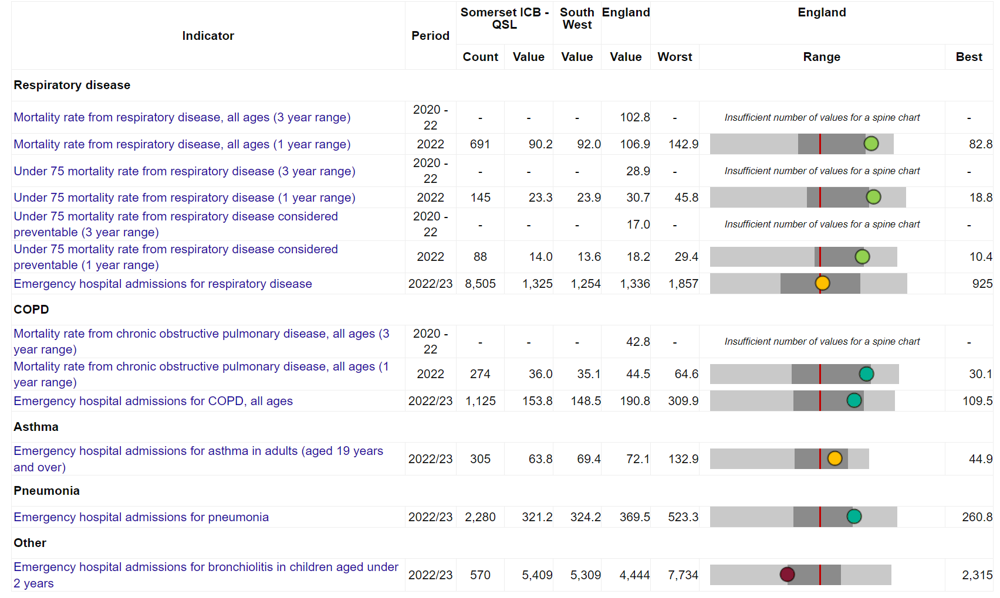 Indicator Period Somerset ICB - QSL South West England England
Count Value Value Value Worst Range Best
Respiratory disease
Mortality rate from respiratory disease, all ages (3 year range) 2020 - 22 - - - 102.8 - Insufficient number of values for a spine chart -
Mortality rate from respiratory disease, all ages (1 year range) 2022 691 90.2 92.0 106.9 142.9 82.8
Under 75 mortality rate from respiratory disease (3 year range) 2020 - 22 - - - 28.9 - Insufficient number of values for a spine chart -
Under 75 mortality rate from respiratory disease (1 year range) 2022 145 23.3 23.9 30.7 45.8 18.8
Under 75 mortality rate from respiratory disease considered preventable (3 year range) 2020 - 22 - - - 17.0 - Insufficient number of values for a spine chart -
Under 75 mortality rate from respiratory disease considered preventable (1 year range) 2022 88 14.0 13.6 18.2 29.4 10.4
Emergency hospital admissions for respiratory disease 2022/23 8,505 1,325 1,254 1,336 1,857 925
COPD
Mortality rate from chronic obstructive pulmonary disease, all ages (3 year range) 2020 - 22 - - - 42.8 - Insufficient number of values for a spine chart -
Mortality rate from chronic obstructive pulmonary disease, all ages (1 year range) 2022 274 36.0 35.1 44.5 64.6 30.1
Emergency hospital admissions for COPD, all ages 2022/23 1,125 153.8 148.5 190.8 309.9 109.5
Asthma
Emergency hospital admissions for asthma in adults (aged 19 years and over) 2022/23 305 63.8 69.4 72.1 132.9 44.9
Pneumonia
Emergency hospital admissions for pneumonia 2022/23 2,280 321.2 324.2 369.5 523.3 260.8
Other
Emergency hospital admissions for bronchiolitis in children aged under 2 years 2022/23 570 5,409 5,309 4,444 7,734 2,315